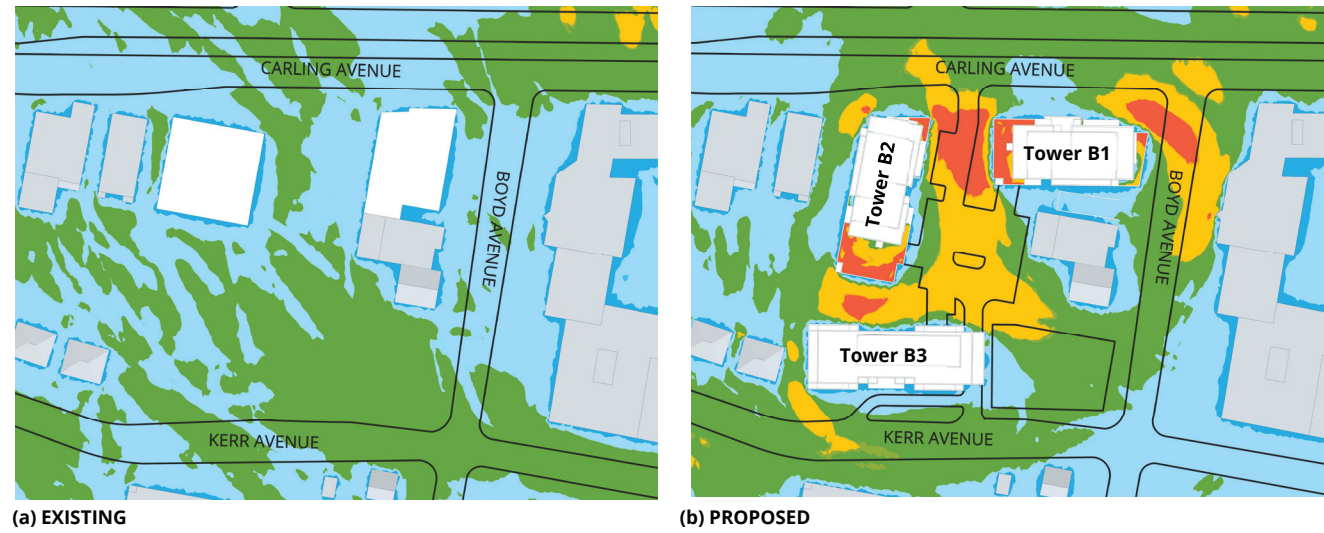 CARLING AVENUE
BOYD AVENUE
KERR AVENUE
(a) EXISTING
CARLING AVENUE
Tower B2
Tower B1
BOYD AVENUE
Tower B3
KERR AVENUE
(b) PROPOSED